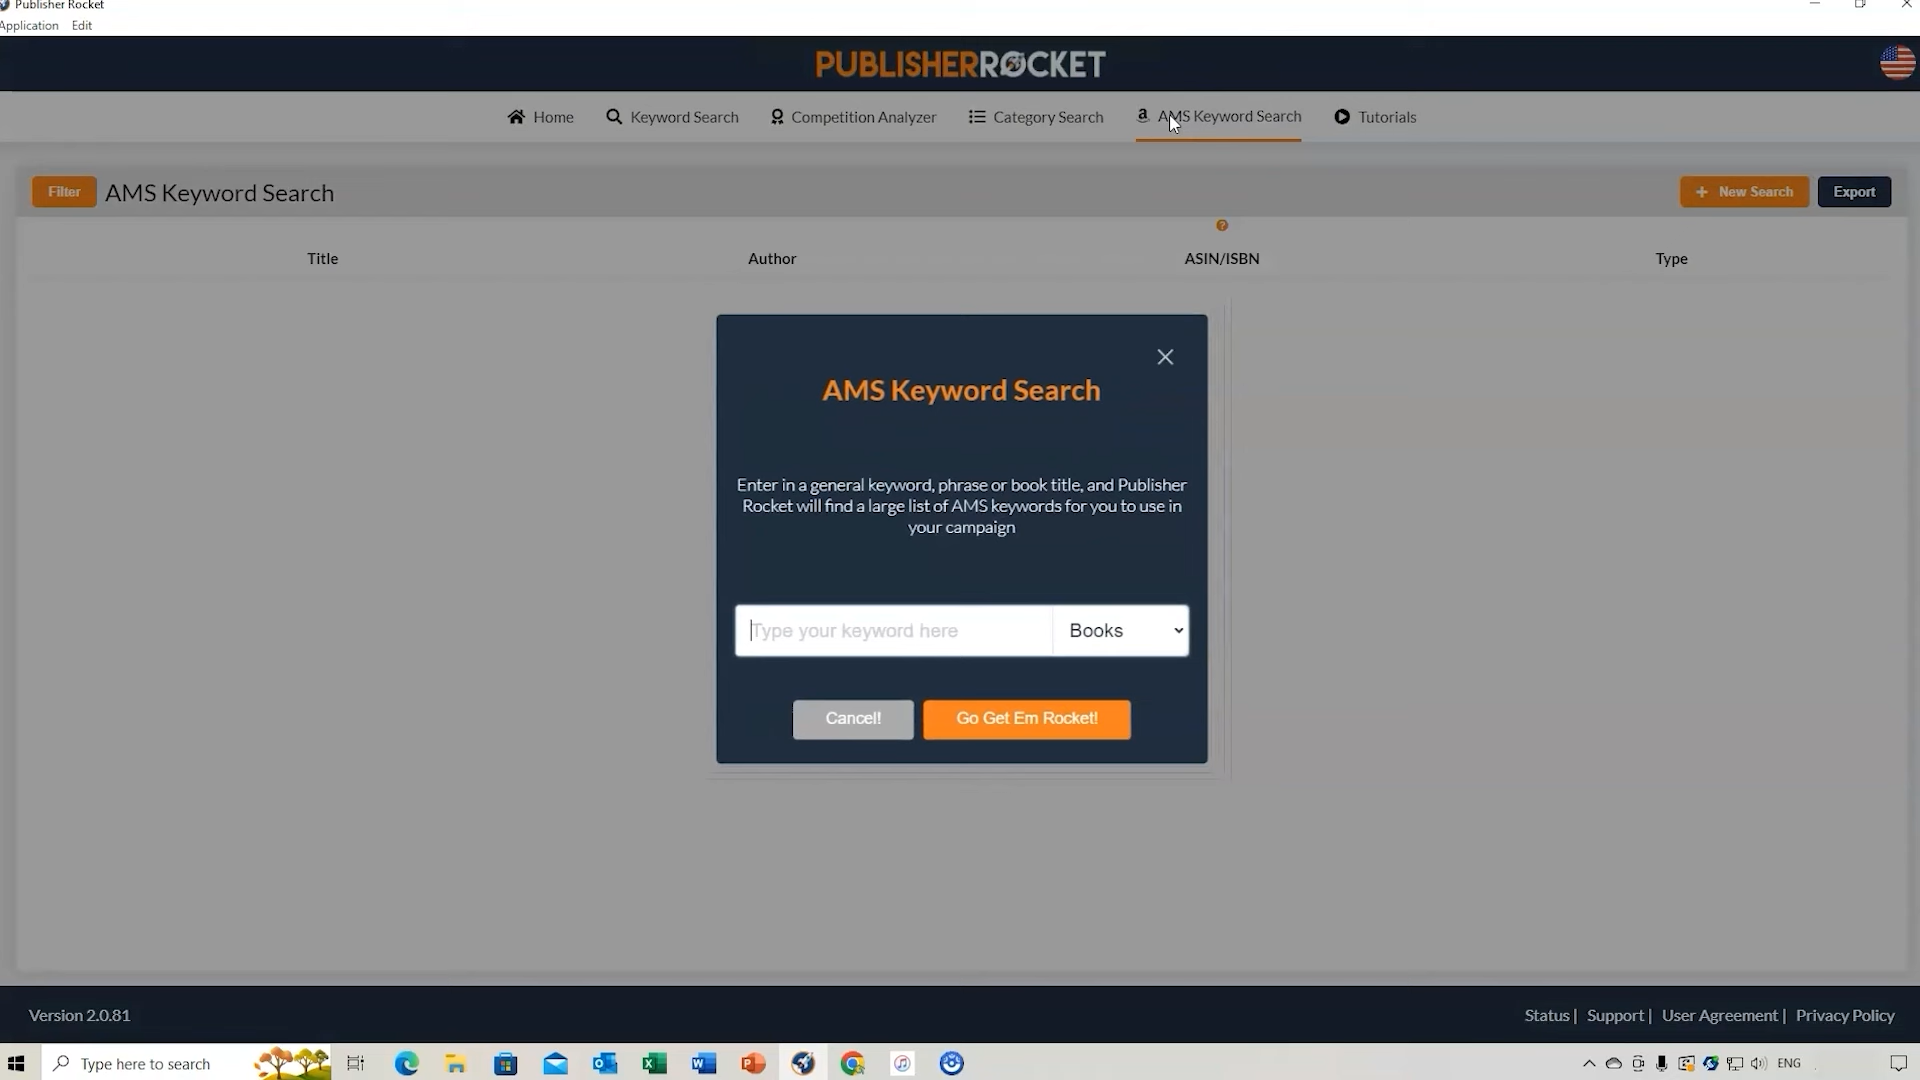 Publisher Rocket
Application Edit
PUBLISHERROCKET
Home Keyword Search Competition Analyzer Category Search AMS Keyword Search Tutorials
Filter AMS Keyword Search + New Search Export
?
Title Author ASIN/ISBN Type
AMS Keyword Search
Enter in a general keyword, phrase or book title, and Publisher
Rocket will find a large list of AMS keywords for you to use in
your campaign
Type your keyword here Books
Cancel! Go Get Em Rocket!
Version 2.0.81 Status | Support | User Agreement | Privacy Policy
Type here to search ENG